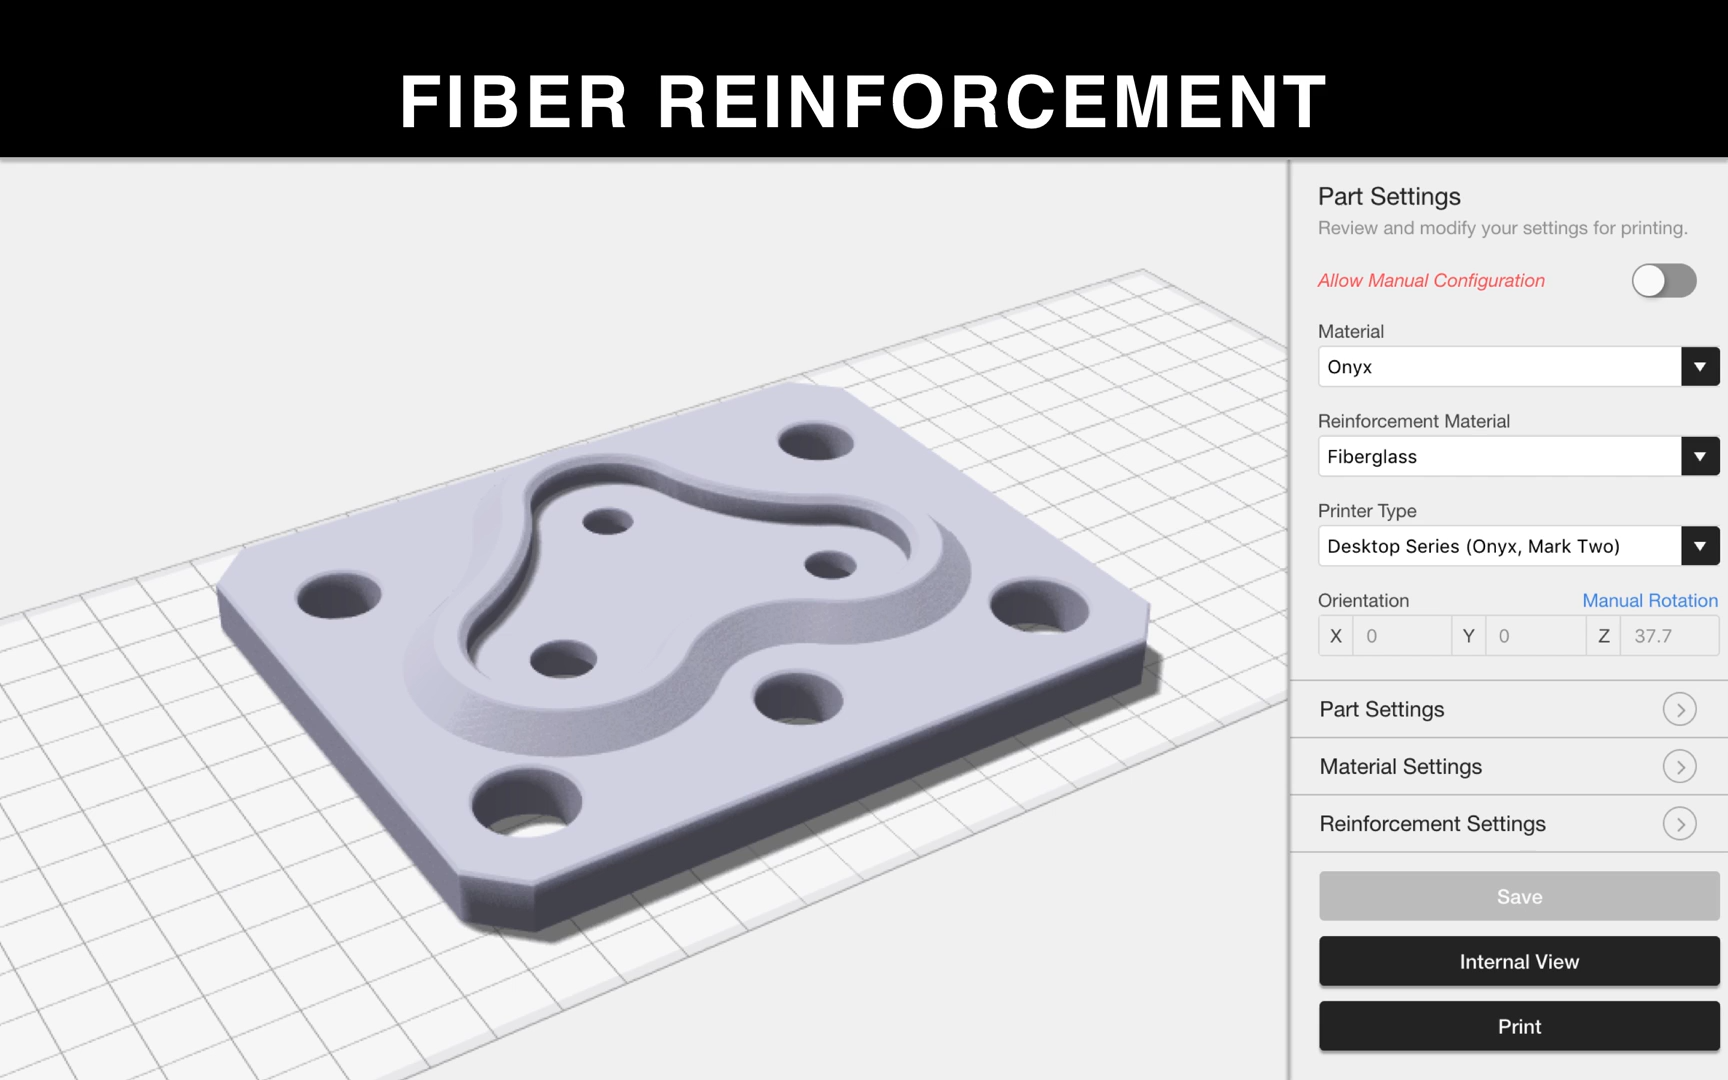 FIBER REINFORCEMENT
Part Settings
Review and modify your settings for printing.
Allow Manual Configuration
Material
Onyx
Reinforcement Material
Fiberglass
Printer Type
Desktop Series (Onyx, Mark Two)
Orientation Manual Rotation
X 0 Y 0 Z 37.7
Part Settings
Material Settings
Reinforcement Settings
Save
Internal View
Print